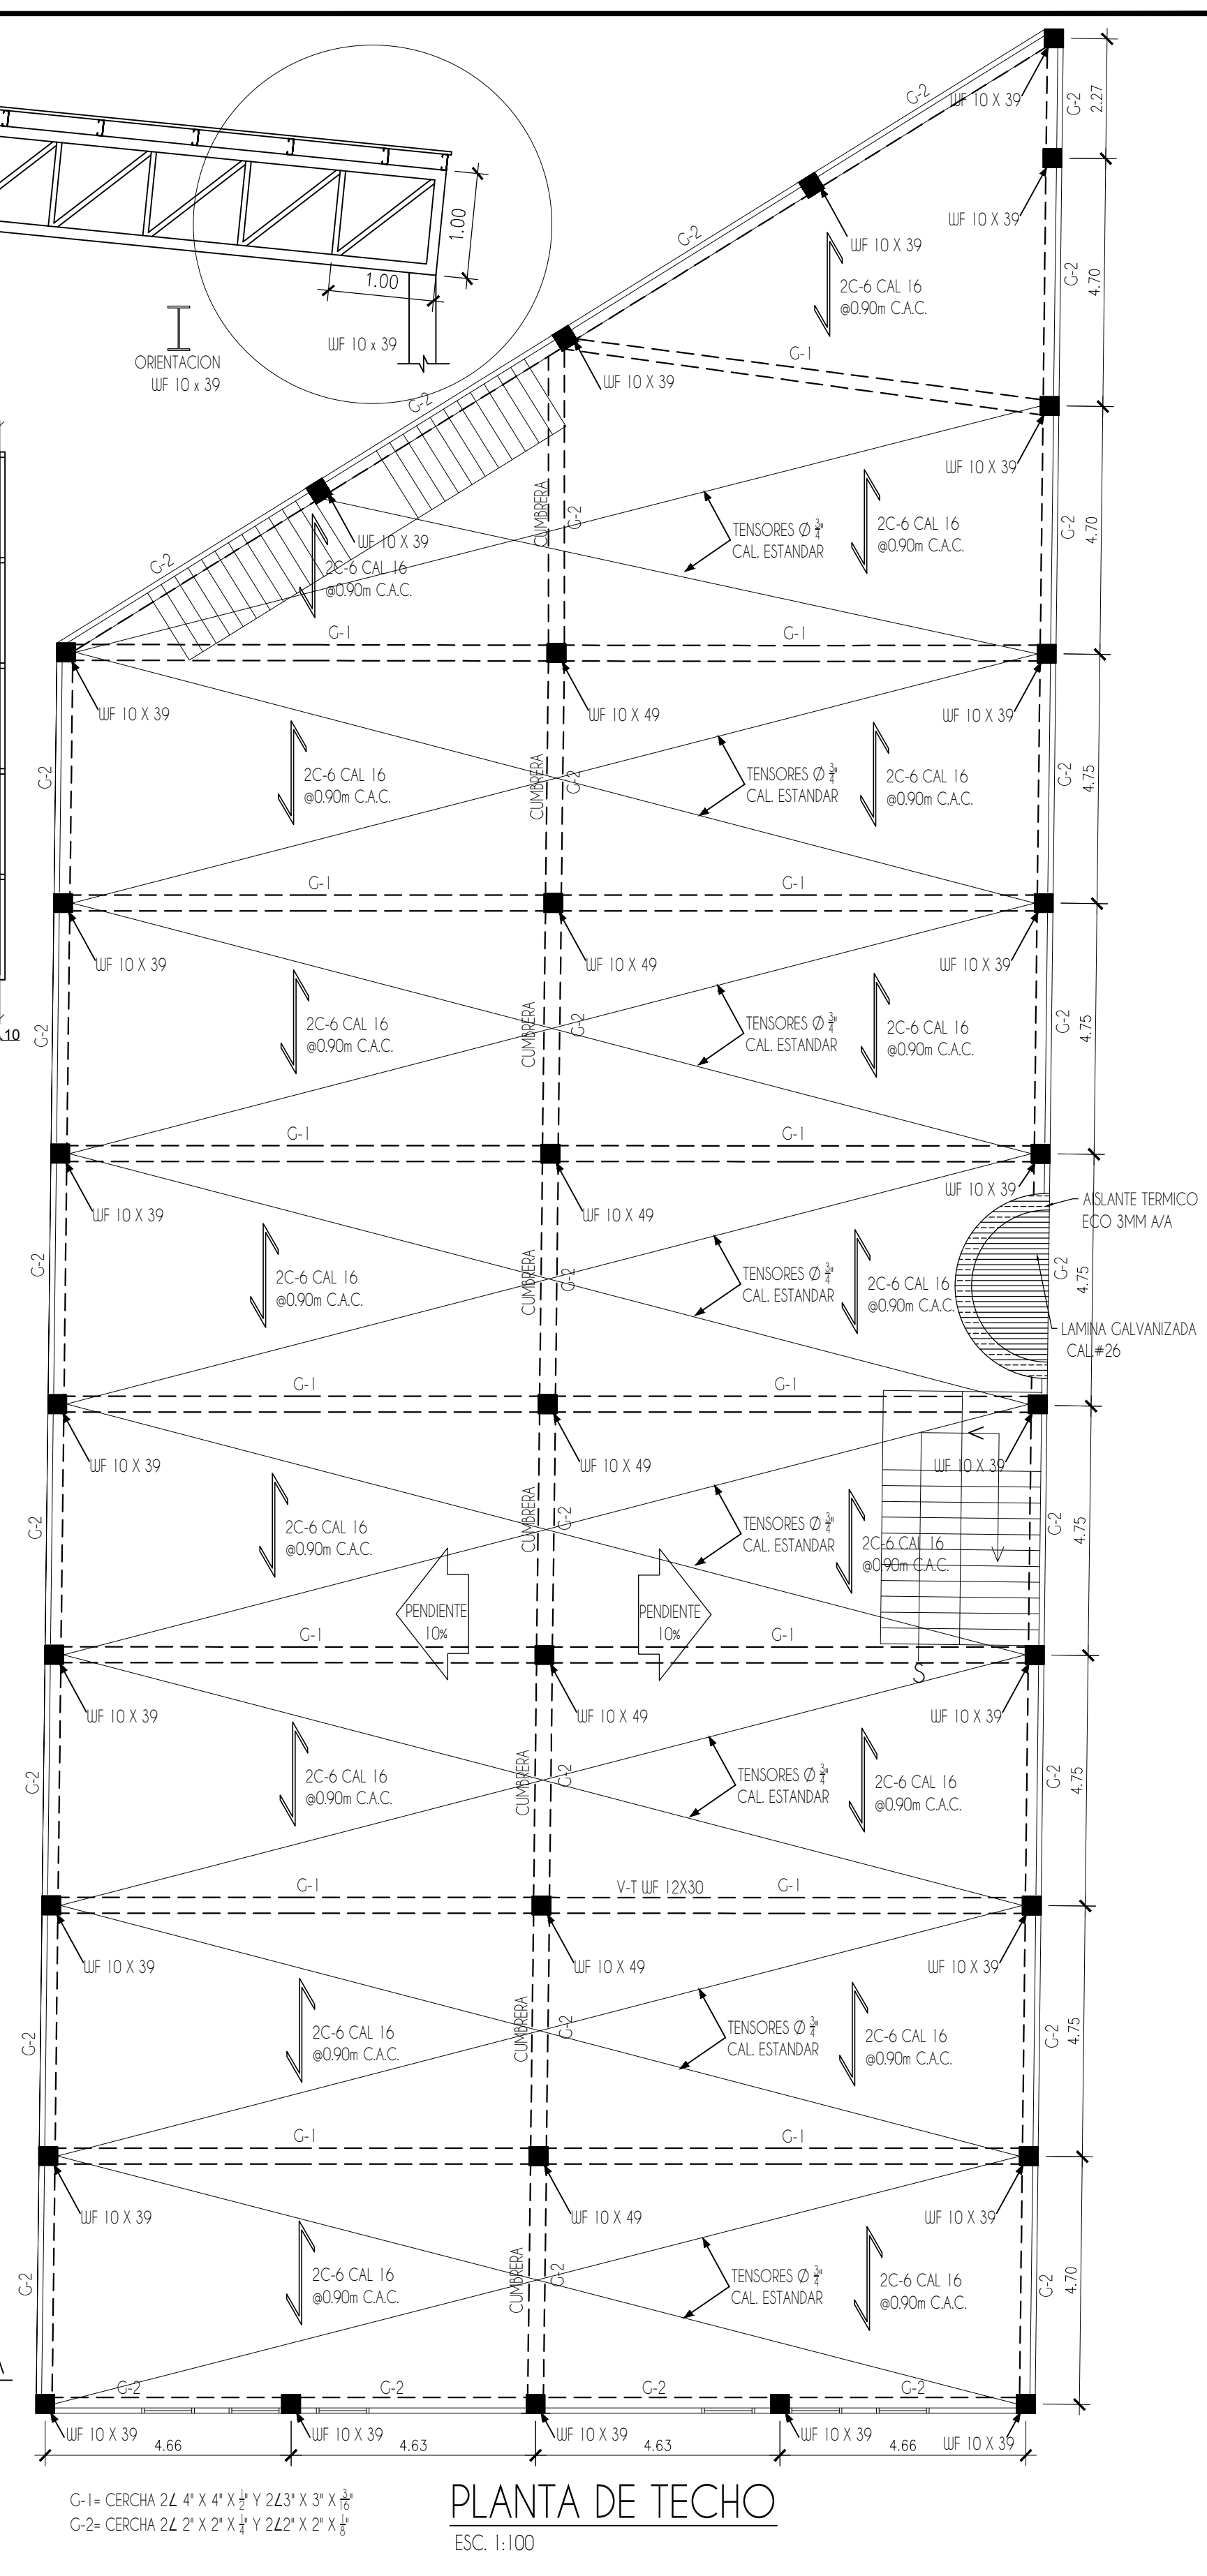 G-2
WF 10 X 39
G-2
2.27
WF 10 X 39
1.00
1.00
WF 10 x 39
ORIENTACION
WF 10 x 39
G-2
WF 10 X 39
2C-6 CAL 16
@0.90m C.A.C.
G-2
4.70
G-1
WF 10 X 39
G-2
WF 10 X 39
CUMBRERA
G-2
TENSORES Ø 3/4"
CAL. ESTANDAR
2C-6 CAL 16
@0.90m C.A.C.
G-2
4.70
WF 10 X 39
G-2
2C-6 CAL 16
@0.90m C.A.C.
G-1
G-1
WF 10 X 39
WF 10 X 49
WF 10 X 39
G-2
2C-6 CAL 16
@0.90m C.A.C.
CUMBRERA
G-2
TENSORES Ø 3/4"
CAL. ESTANDAR
2C-6 CAL 16
@0.90m C.A.C.
G-2
4.75
G-1
G-1
WF 10 X 39
WF 10 X 49
WF 10 X 39
10
G-2
2C-6 CAL 16
@0.90m C.A.C.
CUMBRERA
G-2
TENSORES Ø 3/4"
CAL. ESTANDAR
2C-6 CAL 16
@0.90m C.A.C.
G-2
4.75
G-1
G-1
WF 10 X 39
WF 10 X 49
WF 10 X 39
AISLANTE TERMICO
ECO 3MM A/A
G-2
2C-6 CAL 16
@0.90m C.A.C.
CUMBRERA
G-2
TENSORES Ø 3/4"
CAL. ESTANDAR
2C-6 CAL 16
@0.90m C.A.C.
G-2
4.75
LAMINA GALVANIZADA
CAL#26
G-1
G-1
WF 10 X 39
WF 10 X 49
WF 10 X 39
G-2
2C-6 CAL 16
@0.90m C.A.C.
CUMBRERA
G-2
TENSORES Ø 3/4"
CAL. ESTANDAR
2C-6 CAL 16
@0.90m C.A.C.
G-2
4.75
PENDIENTE
10%
PENDIENTE
10%
G-1
G-1
S
WF 10 X 39
WF 10 X 49
WF 10 X 39
G-2
2C-6 CAL 16
@0.90m C.A.C.
CUMBRERA
G-2
TENSORES Ø 3/4"
CAL. ESTANDAR
2C-6 CAL 16
@0.90m C.A.C.
G-2
4.75
G-1
V-T WF 12X30
G-1
WF 10 X 39
WF 10 X 49
WF 10 X 39
G-2
2C-6 CAL 16
@0.90m C.A.C.
CUMBRERA
G-2
TENSORES Ø 3/4"
CAL. ESTANDAR
2C-6 CAL 16
@0.90m C.A.C.
G-2
4.75
G-1
G-1
WF 10 X 39
WF 10 X 49
WF 10 X 39
G-2
2C-6 CAL 16
@0.90m C.A.C.
CUMBRERA
G-2
TENSORES Ø 3/4"
CAL. ESTANDAR
2C-6 CAL 16
@0.90m C.A.C.
G-2
4.70
G-2
G-2
G-2
G-2
WF 10 X 39
WF 10 X 39
WF 10 X 39
WF 10 X 39
WF 10 X 39
4.66
4.63
4.63
4.66
G-1= CERCHA 2∠ 4" X 4" X 1/2" Y 2∠3" X 3" X 3/16"
G-2= CERCHA 2∠ 2" X 2" X 1/4" Y 2∠2" X 2" X 1/8"
PLANTA DE TECHO
ESC. 1:100